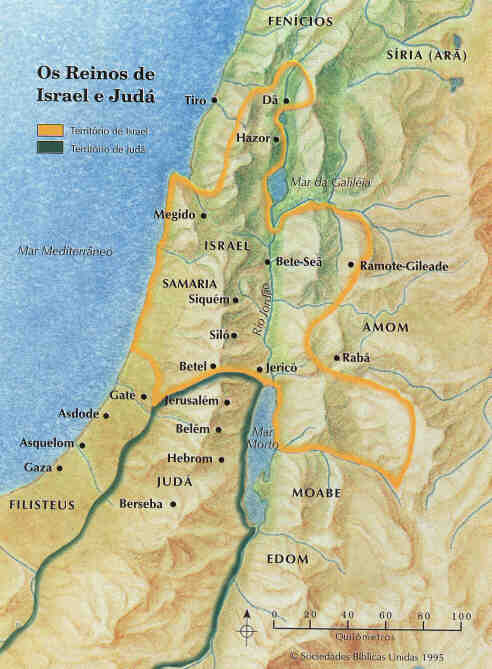 FENÍCIOS
SÍRIA (ARÃ)
Os Reinos de
Israel e Judá
Território de Israel
Território de Judá
Tiro
Dã
Hazor
Mar da Galiléia
Megido
ISRAEL
Mar Mediterrâneo
Bete-Seã
Ramote-Gileade
SAMARIA
Siquém
Rio Jordão
AMOM
Siló
Rabá
Betel
Jericó
Gate
Jerusalém
Asdode
Belém
Mar
Morto
Asquelom
Hebrom
Gaza
JUDÁ
MOABE
FILISTEUS
Berseba
EDOM
0 20 40 60 80 100
Quilómetros
© Sociedades Bíblicas Unidas 1995